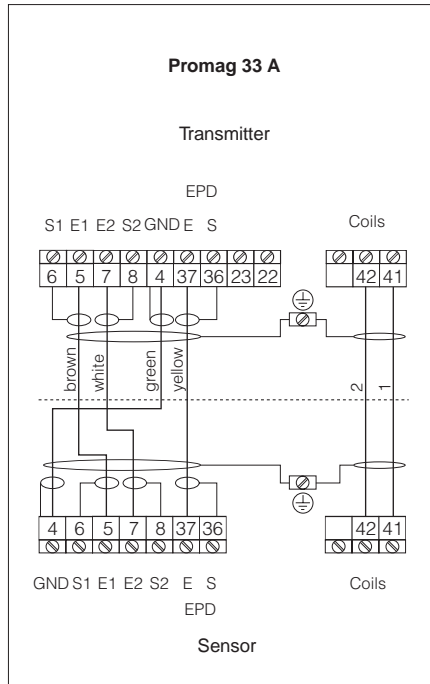 Promag 33 A
Transmitter
EPD
S1 E1 E2 S2 GND E S
Coils
6 5 7 8 4 37 36 23 22
42 41
brown
white
green
yellow
2
1
4 6 5 7 8 37 36
42 41
GND S1 E1 E2 S2 E S
Coils
EPD
Sensor